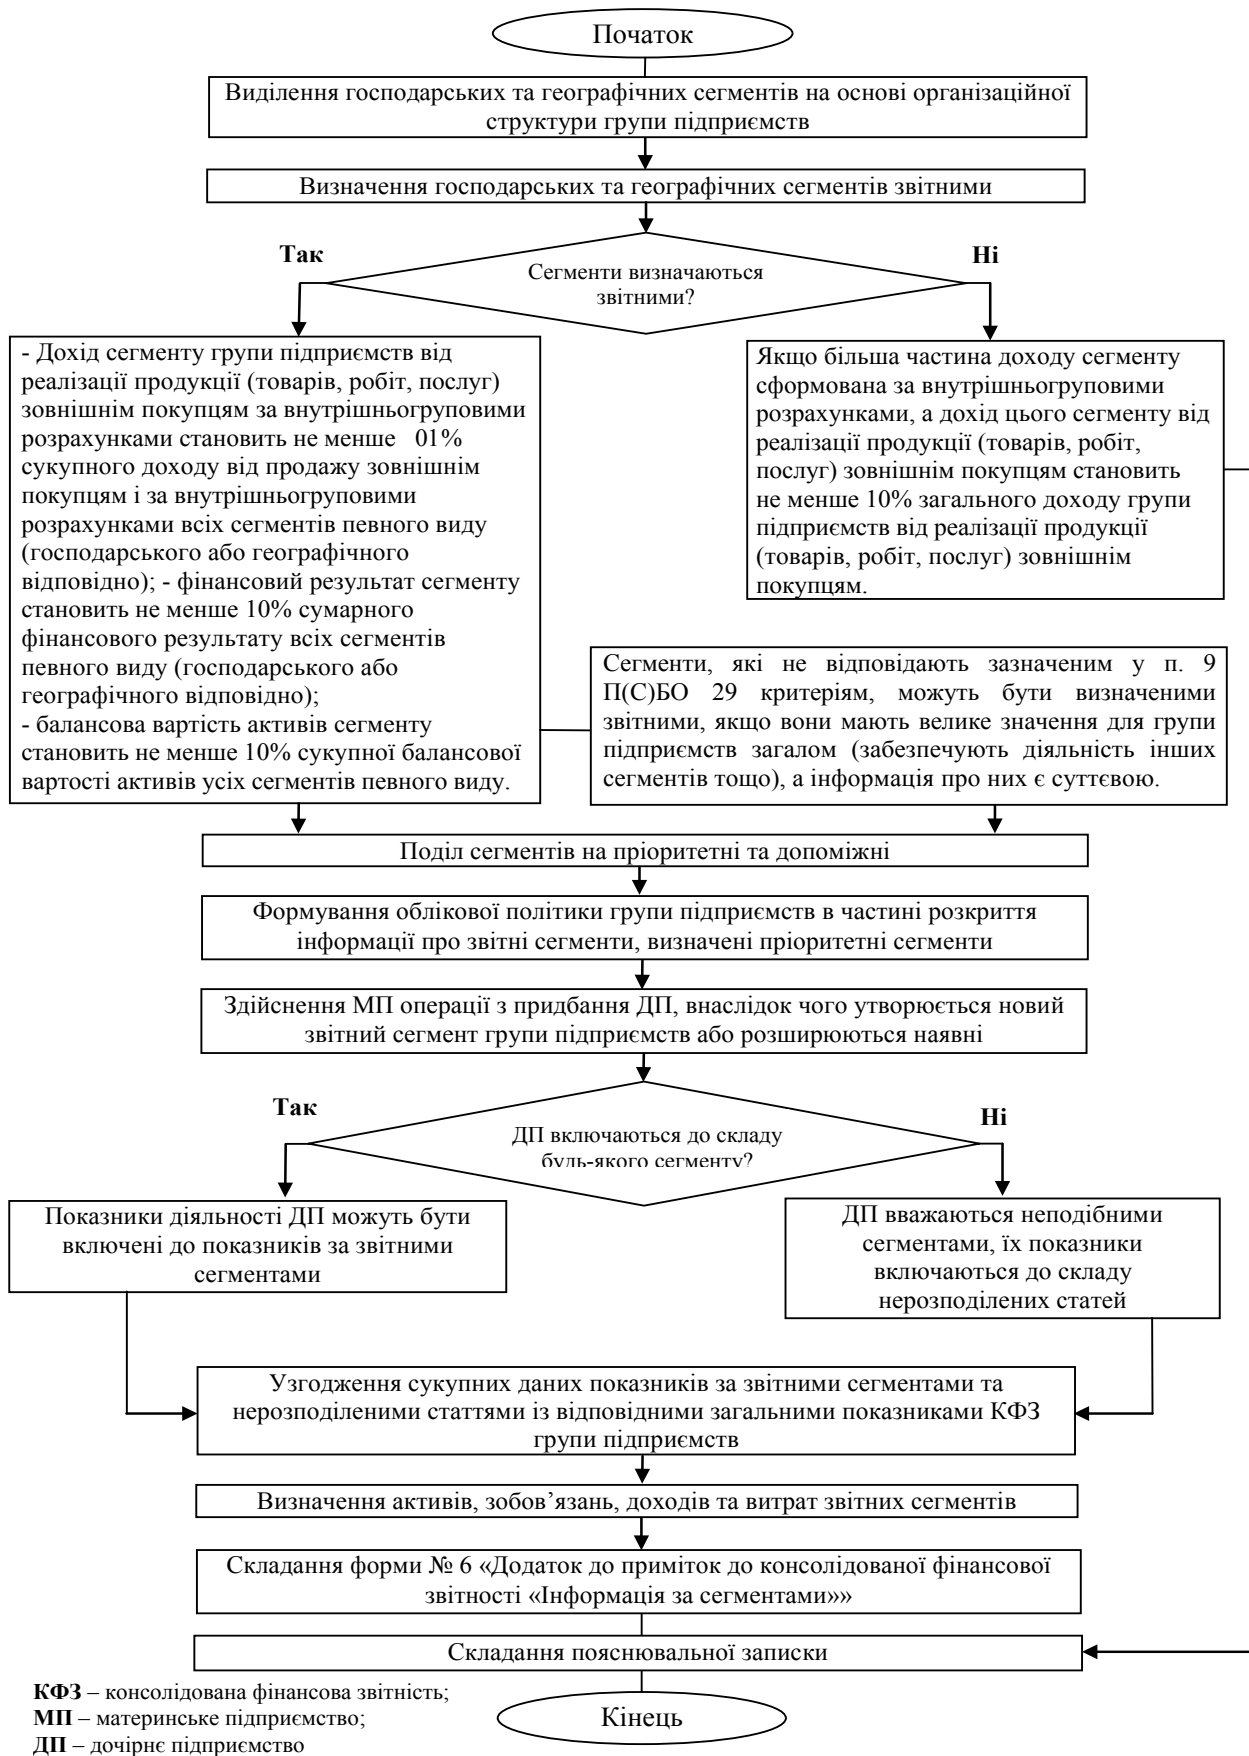 Початок
Виділення господарських та географічних сегментів на основі організаційної
структури групи підприємств
Визначення господарських та географічних сегментів звітними
Так
Ні
Сегменти визначаються
звітними?
- Дохід сегменту групи підприємств від
реалізації продукції (товарів, робіт, послуг)
зовнішнім покупцям за внутрішньогруповими
розрахунками становить не менше 01%
сукупного доходу від продажу зовнішнім
покупцям і за внутрішньогруповими
розрахунками всіх сегментів певного виду
(господарського або географічного
відповідно); - фінансовий результат сегменту
становить не менше 10% сумарного
фінансового результату всіх сегментів
певного виду (господарського або
географічного відповідно);
- балансова вартість активів сегменту
становить не менше 10% сукупної балансової
вартості активів усіх сегментів певного виду.
Якщо більша частина доходу сегменту
сформована за внутрішньогруповими
розрахунками, а дохід цього сегменту від
реалізації продукції (товарів, робіт,
послуг) зовнішнім покупцям становить
не менше 10% загального доходу групи
підприємств від реалізації продукції
(товарів, робіт, послуг) зовнішнім
покупцям.
Сегменти, які не відповідають зазначеним у п. 9
П(С)БО 29 критеріям, можуть бути визначеними
звітними, якщо вони мають велике значення для групи
підприємств загалом (забезпечують діяльність інших
сегментів тощо), а інформація про них є суттєвою.
Поділ сегментів на пріоритетні та допоміжні
Формування облікової політики групи підприємств в частині розкриття
інформації про звітні сегменти, визначені пріоритетні сегменти
Здійснення МП операції з придбання ДП, внаслідок чого утворюється новий
звітний сегмент групи підприємств або розширюються наявні
Так
Ні
ДП включаються до складу
будь-якого сегменту?
Показники діяльності ДП можуть бути
включені до показників за звітними
сегментами
ДП вважаються неподібними
сегментами, їх показники
включаються до складу
нерозподілених статей
Узгодження сукупних даних показників за звітними сегментами та
нерозподіленими статтями із відповідними загальними показниками КФЗ
групи підприємств
Визначення активів, зобов’язань, доходів та витрат звітних сегментів
Складання форми № 6 «Додаток до приміток до консолідованої фінансової
звітності «Інформація за сегментами»»
Складання пояснювальної записки
КФЗ – консолідована фінансова звітність;
МП – материнське підприємство;
ДП – дочірнє підприємство
Кінець